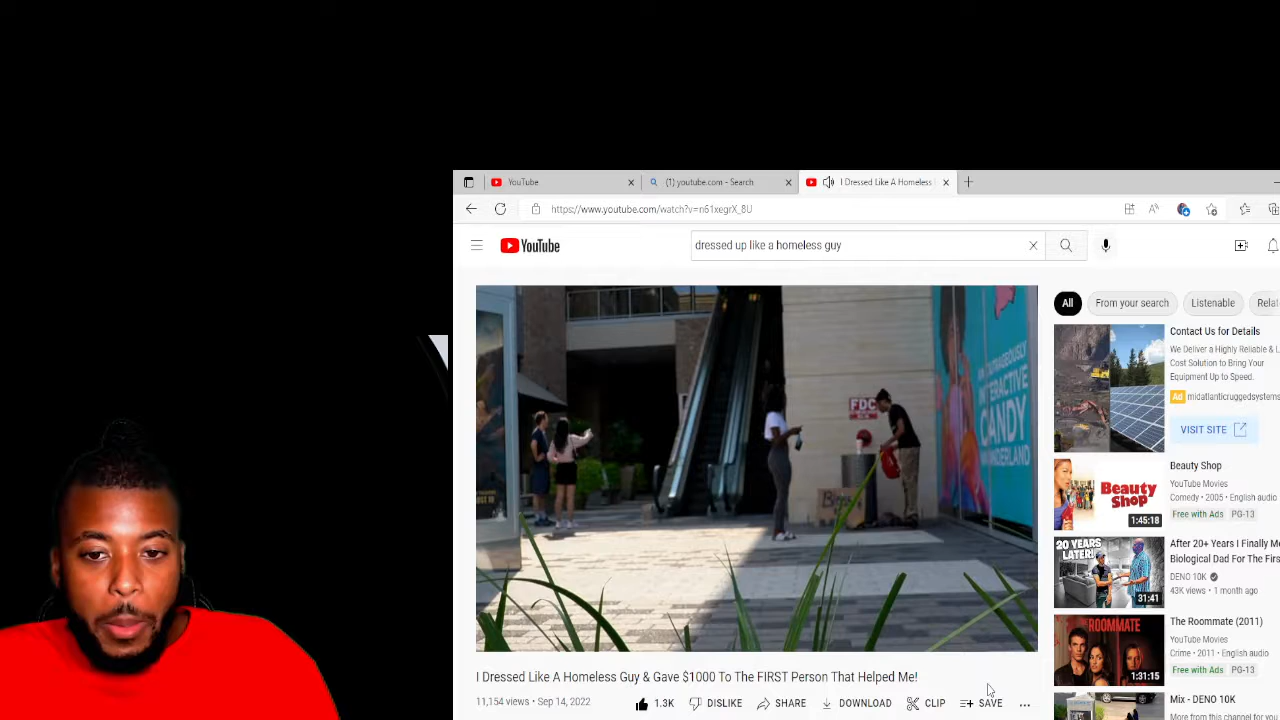 YouTube
(1) youtube.com - Search
I Dressed Like A Homeless
https://www.youtube.com/watch?v=n61xegrX_8U
YouTube
dressed up like a homeless guy
FDC
INTERACTIVE
CANDY
All
From your search
Listenable
Contact Us for Details
We Deliver a Highly Reliable & L
Cost Solution to Bring Your
Equipment Up to Speed.
Ad midatlanticruggedsystems
VISIT SITE
Beauty Shop
YouTube Movies
Comedy • 2005 • English audio
Free with Ads PG-13
Beauty
Shop
1:45:18
20 YEARS
LATER!
31:41
After 20+ Years I Finally Me
Biological Dad For The Firs
DENO 10K
43K views • 1 month ago
ROOMMATE
1:31:15
The Roommate (2011)
YouTube Movies
Crime • 2011 • English audio
Free with Ads PG-13
Mix - DENO 10K
I Dressed Like A Homeless Guy & Gave $1000 To The FIRST Person That Helped Me!
11,154 views • Sep 14, 2022
1.3K
DISLIKE
SHARE
DOWNLOAD
CLIP
SAVE